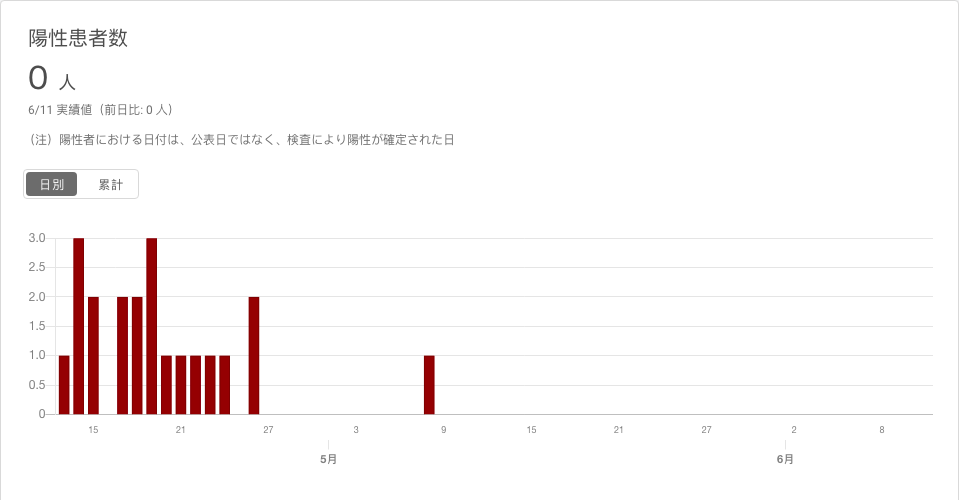 陽性患者数
0 人
6/11 実績値（前日比: 0 人）
（注）陽性者における日付は、公表日ではなく、検査により陽性が確定された日
日別 累計
3.0
2.5
2.0
1.5
1.0
0.5
0
15 21 27 3 9 15 21 27 2 8
5月 6月